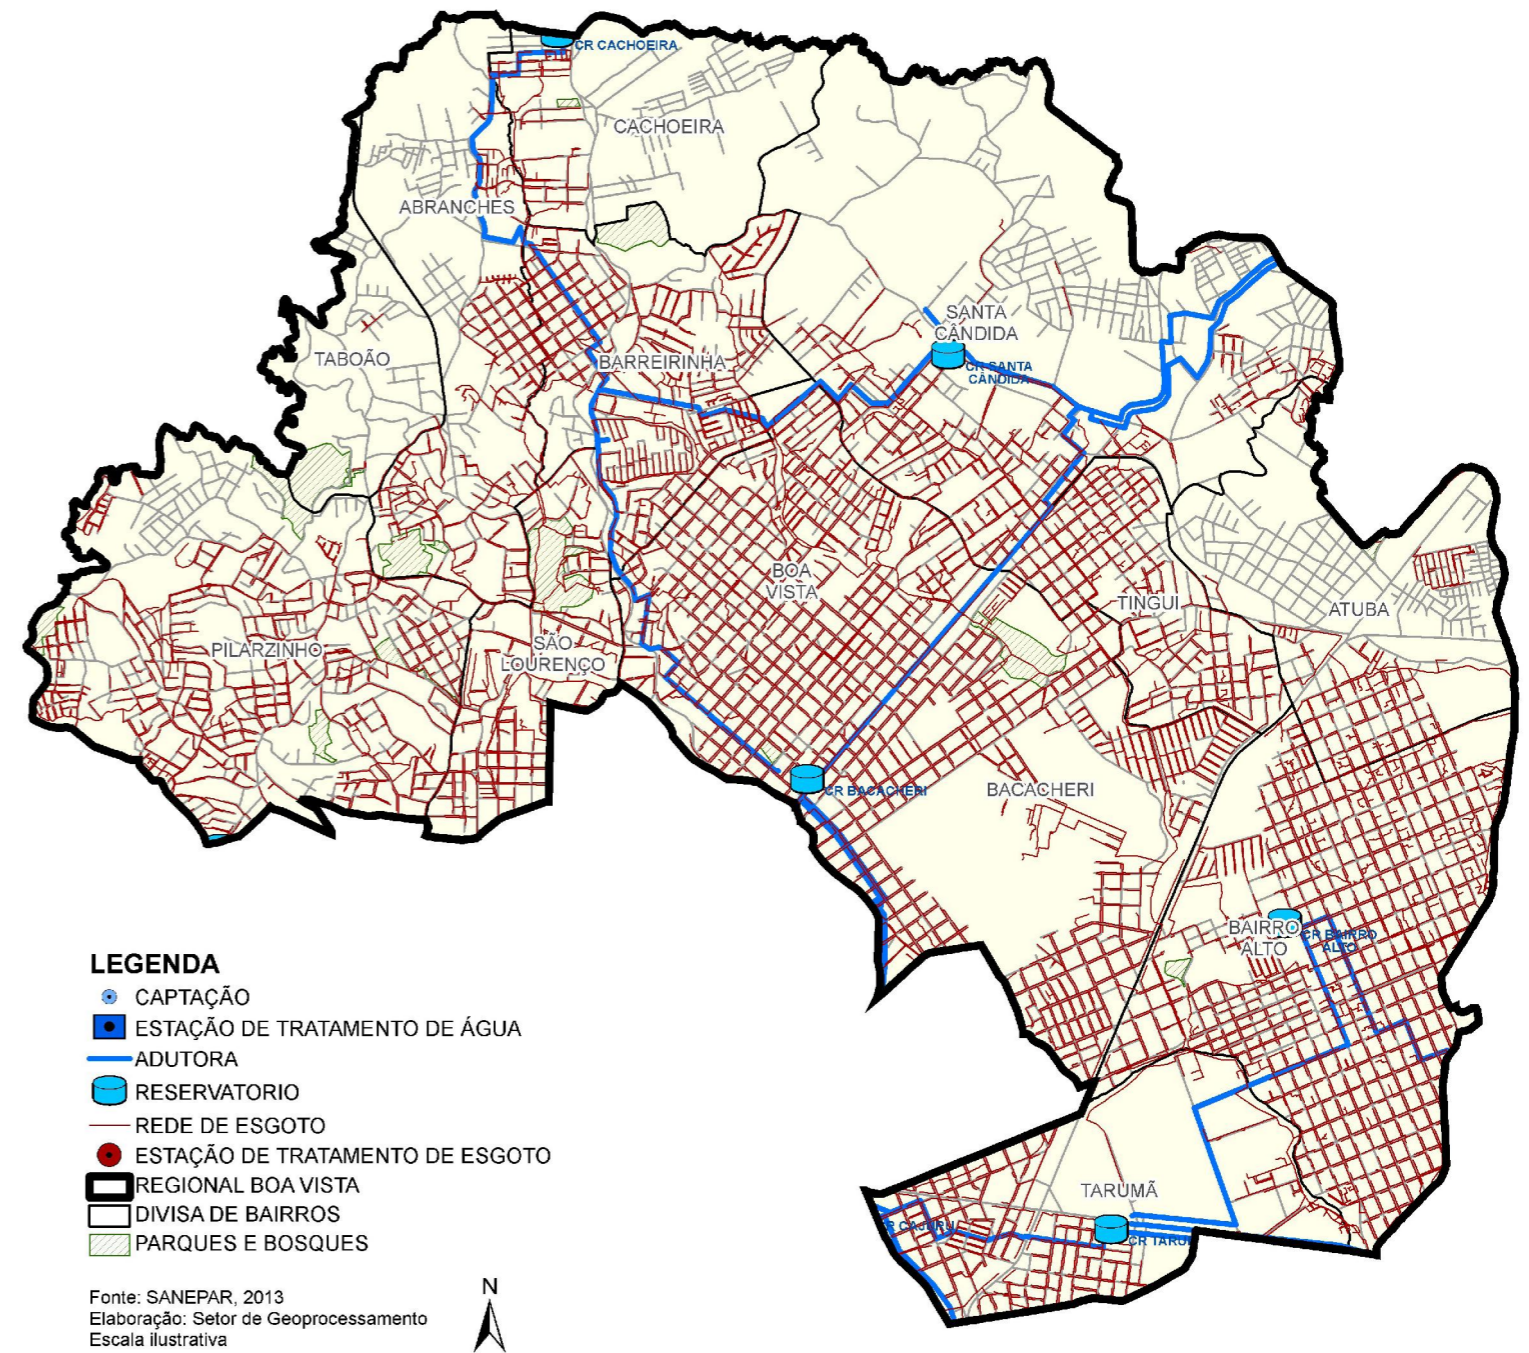 CR CACHOEIRA
CACHOEIRA
ABRANCHES
SANTA
CÂNDIDA
TABOÃO
BARREIRINHA
CR SANTA
CÂNDIDA
BOA
VISTA
TINGUI
ATUBA
PILARZINHO
SÃO
LOURENÇO
CR BACACHERI
BACACHERI
BAIRRO
ALTO
CR BAIRRO
ALTO
TARUMÃ
R CAJURU
CR TARU
LEGENDA
CAPTAÇÃO
ESTAÇÃO DE TRATAMENTO DE ÁGUA
ADUTORA
RESERVATORIO
REDE DE ESGOTO
ESTAÇÃO DE TRATAMENTO DE ESGOTO
REGIONAL BOA VISTA
DIVISA DE BAIRROS
PARQUES E BOSQUES
Fonte: SANEPAR, 2013
Elaboração: Setor de Geoprocessamento
Escala ilustrativa
N